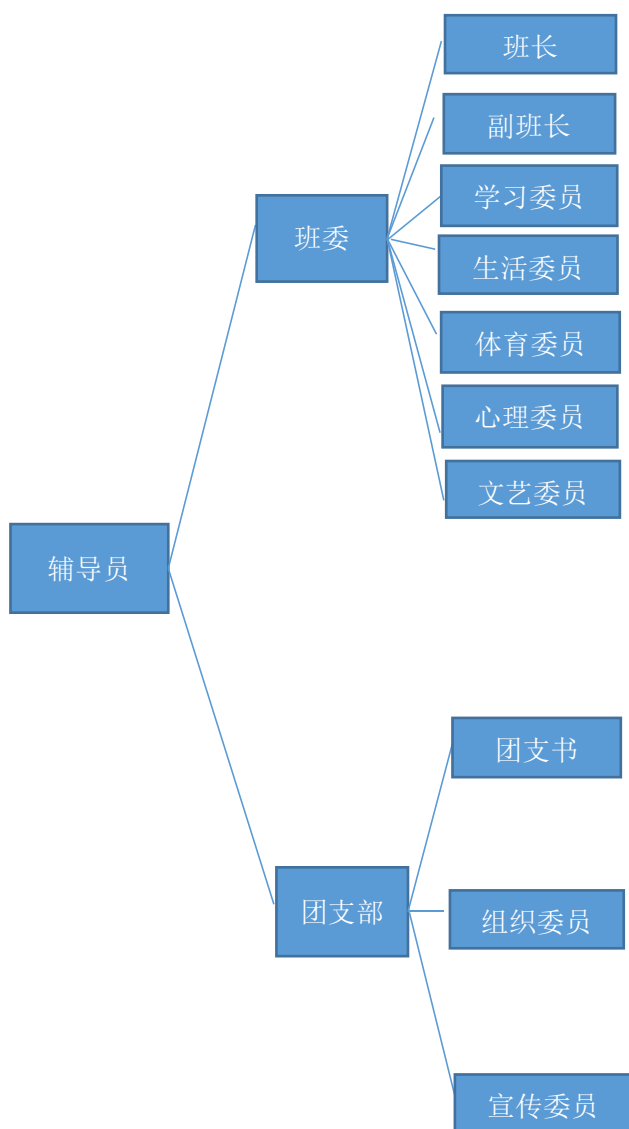 班长
副班长
学习委员
班委
生活委员
体育委员
心理委员
文艺委员
辅导员
团支书
团支部
组织委员
宣传委员